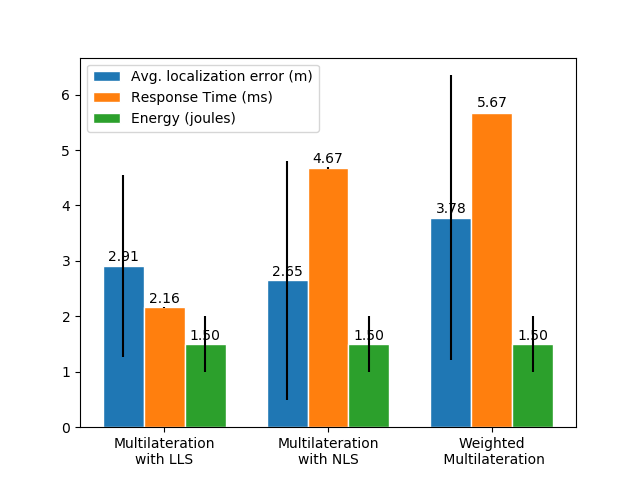 Avg. localization error (m)
Response Time (ms)
Energy (joules)
6
5
4
3
2
1
0
2.91
2.16
1.50
2.65
4.67
1.50
3.78
5.67
1.50
Multilateration
with LLS
Multilateration
with NLS
Weighted
Multilateration